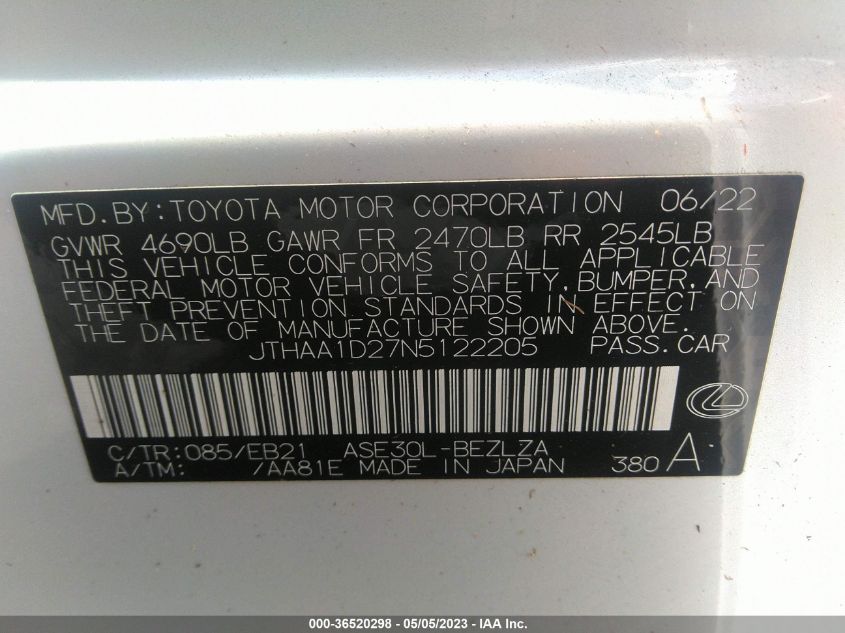 MFD.BY:TOYOTA MOTOR CORPORATION 06/22
GVWR 4690LB GAWR FR 2470LB RR 2545LB
THIS VEHICLE CONFORMS TO ALL APPLICABLE
FEDERAL MOTOR VEHICLE SAFETY,BUMPER,AND
THEFT PREVENTION STANDARDS IN EFFECT ON
THE DATE OF MANUFACTURE SHOWN ABOVE.
JTHAA1D27N5122205 PASS.CAR
C/TR:085/EB21 ASE30L-BEZLZA
A/TM: /AA81E MADE IN JAPAN 380 A
000-36520298 - 05/05/2023 - IAA Inc.